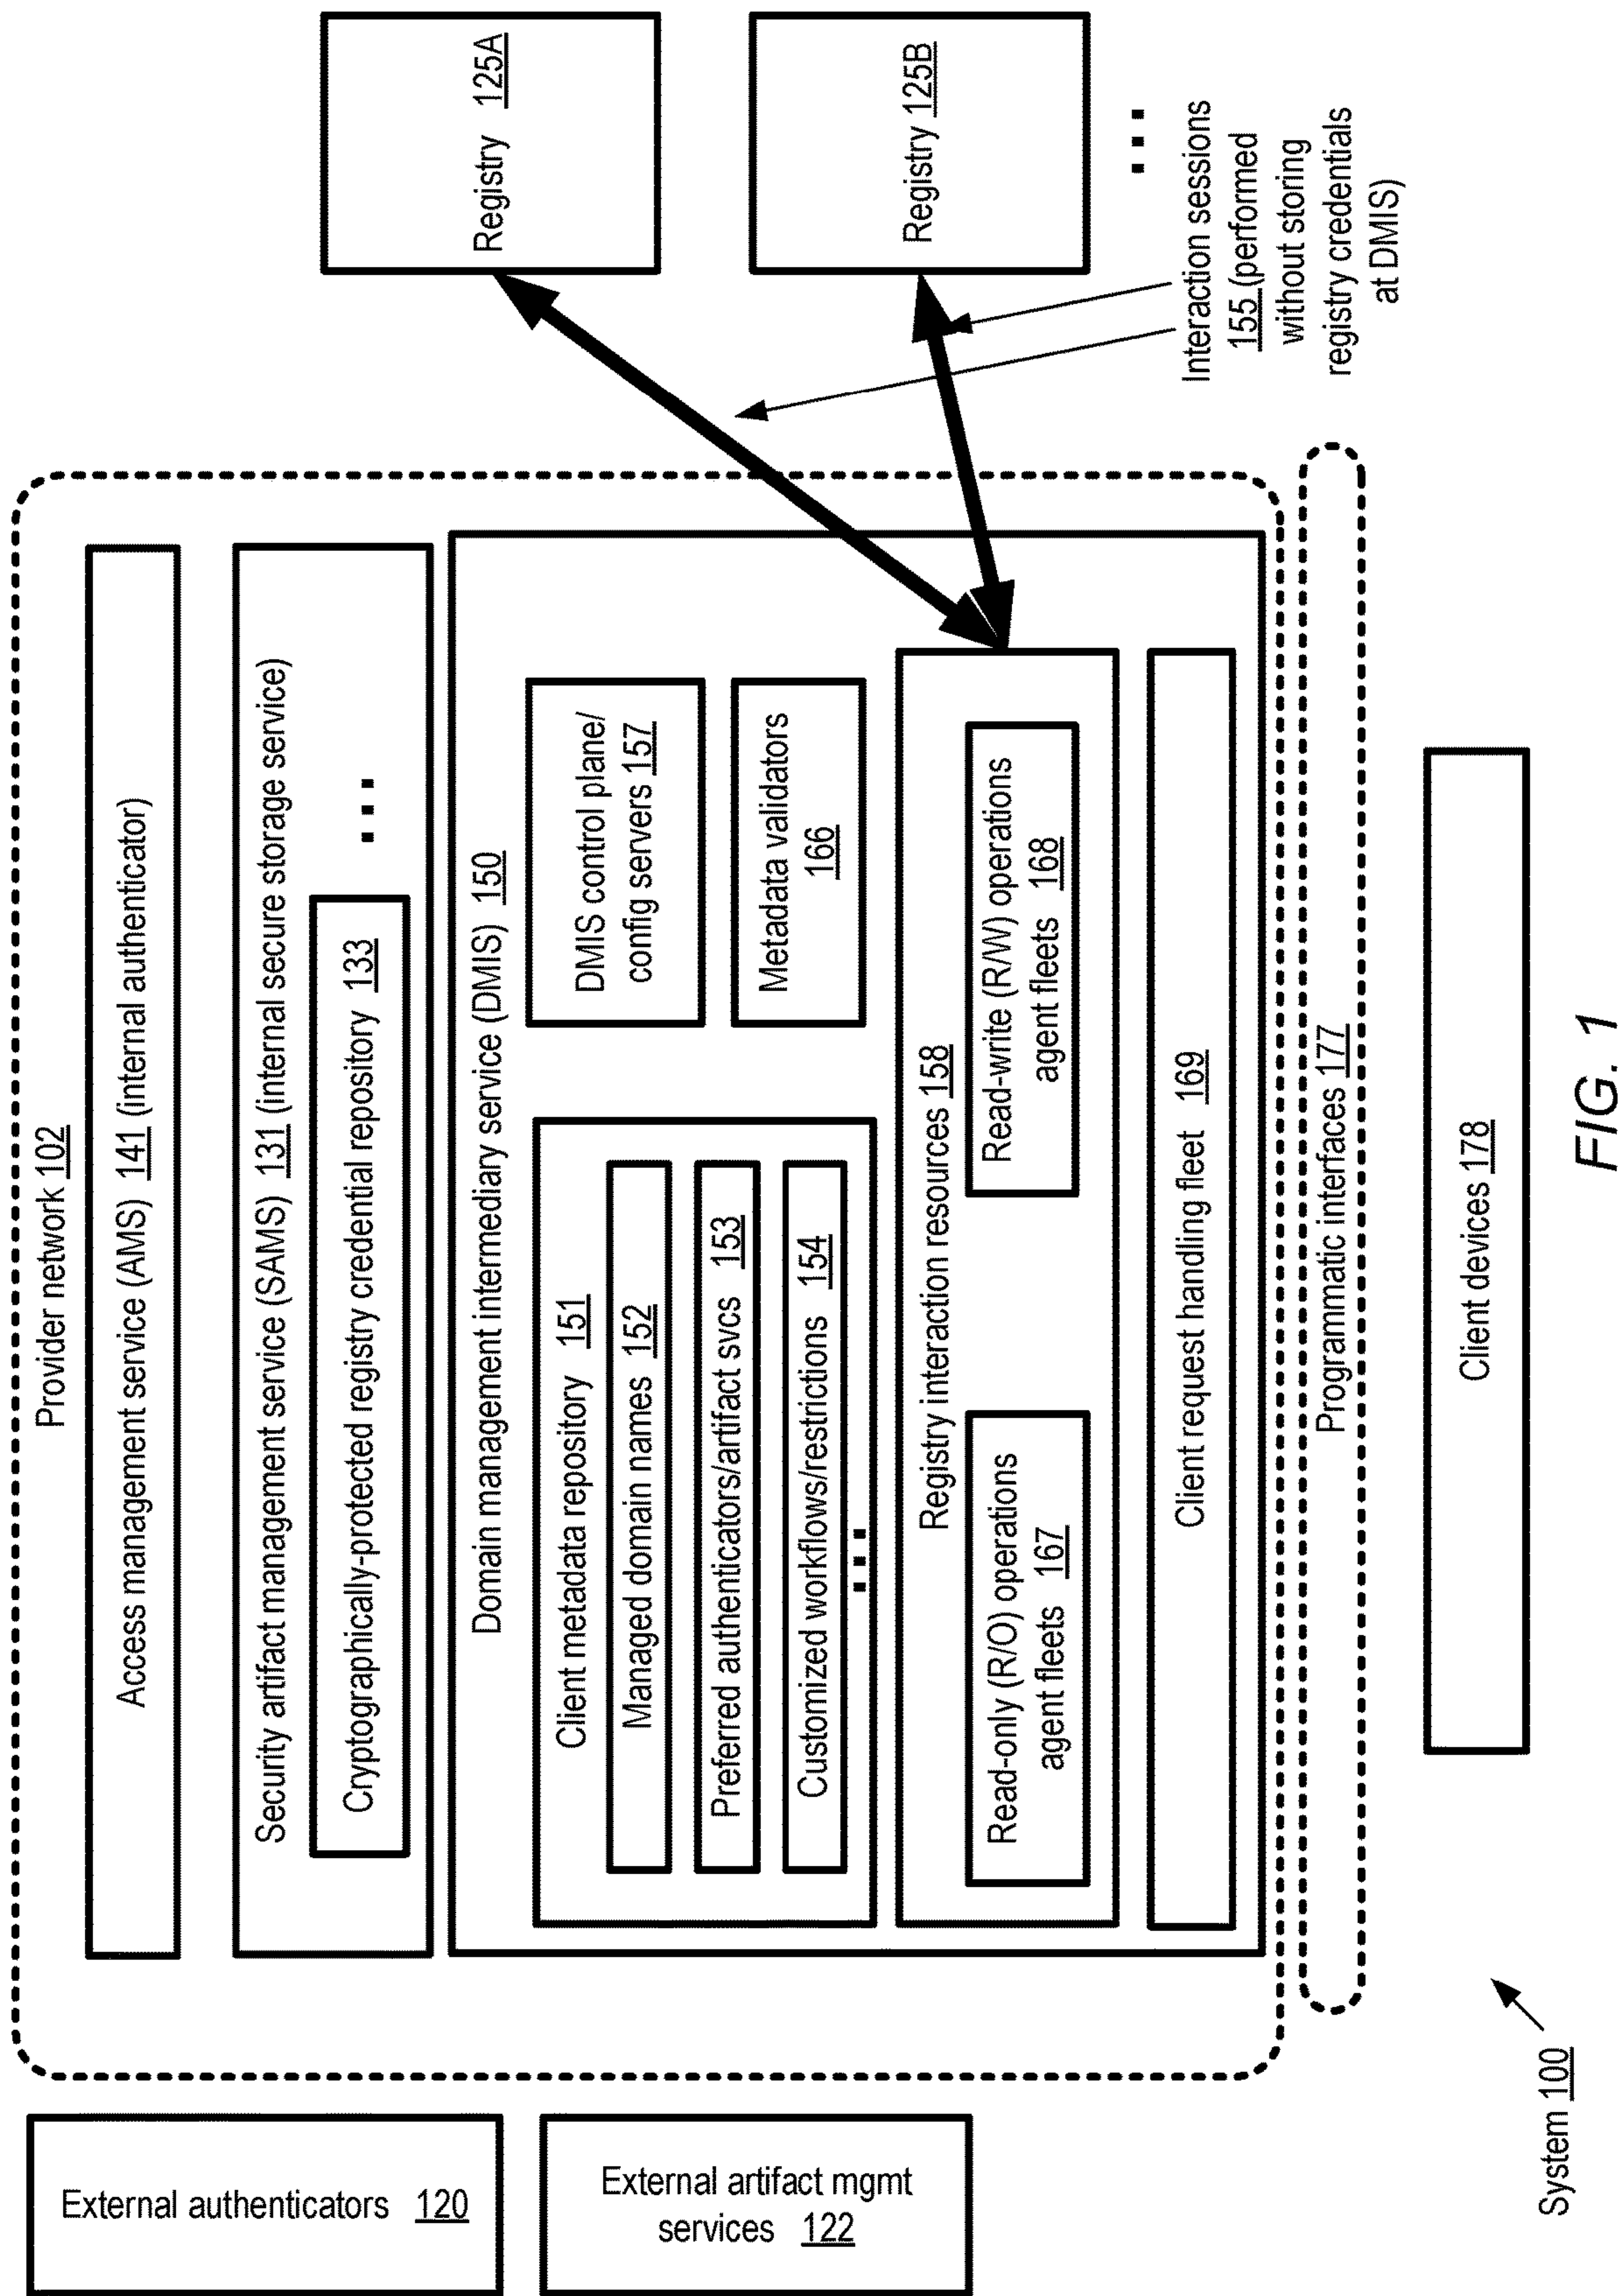 Provider network 102
Access management service (AMS) 141 (internal authenticator)
Security artifact management service (SAMS) 131 (internal secure storage service)
Cryptographically-protected registry credential repository 133
...
Domain management intermediary service (DMIS) 150
Client metadata repository 151
Managed domain names 152
Preferred authenticators/artifact svcs 153
Customized workflows/restrictions 154
...
DMIS control plane/
config servers 157
Metadata validators
166
Registry interaction resources 158
Read-only (R/O) operations
agent fleets 167
Read-write (R/W) operations
agent fleets 168
Client request handling fleet 169
Programmatic interfaces 177
Client devices 178
External authenticators 120
External artifact mgmt
services 122
Registry 125A
Registry 125B
...
Interaction sessions
155 (performed
without storing
registry credentials
at DMIS)
System 100
FIG. 1